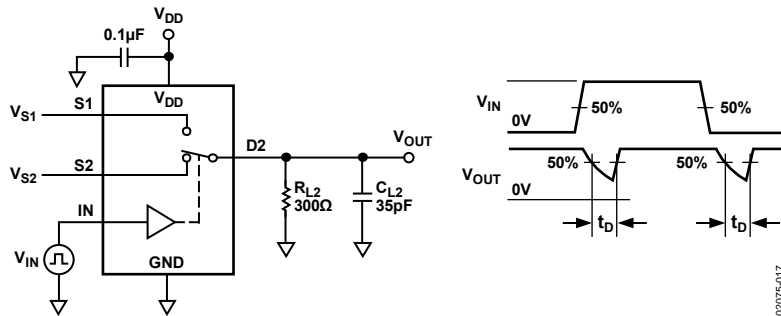 VDD
0.1µF
VDD
VS1
S1
D2
VOUT
VS2
S2
RL2
300Ω
CL2
35pF
IN
VIN
GND
VIN
0V
50%
50%
VOUT
50%
50%
0V
tD
tD
02075-017